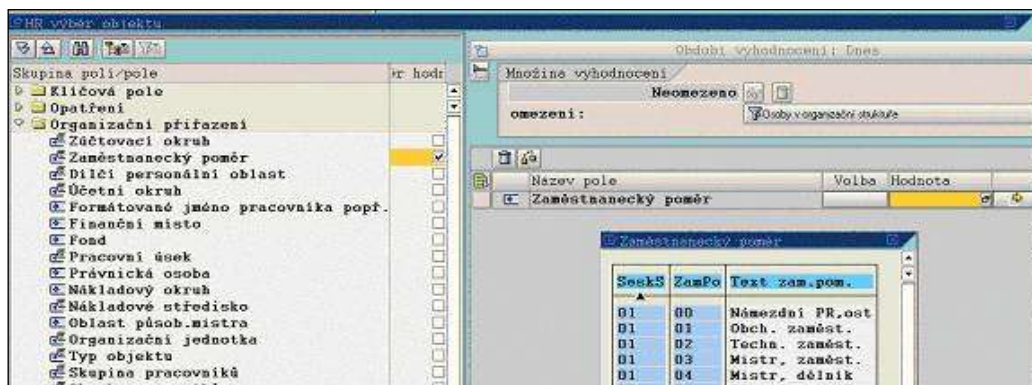 HR výběr objektu
Skupina polí/pole
Klíčová pole
Opatření
Organizační přiřazení
Zúčtovací okruh
Zaměstnanecký poměr
Dílčí personální oblast
Účetní okruh
Formátované jméno pracovníka popř.
Finanční místo
Fond
Pracovní úsek
Právnická osoba
Nákladový okruh
Nákladové středisko
Oblast působ.mistra
Organizační jednotka
Typ objektu
Skupina pracovníků
Období vyhodnocení: Dnes
Množina vyhodnocení
Neomezeno
omezení:
Osoby v organizační struktuře
Název pole Volba Hodnota
Zaměstnanecký poměr
Zaměstnanecký poměr
SeskS ZamPo Text zam.pom.
01 00 Námezdní PR,ost
01 01 Obch. zaměst.
01 02 Techn. zaměst.
01 03 Mistr, zaměst.
01 04 Mistr, dělník